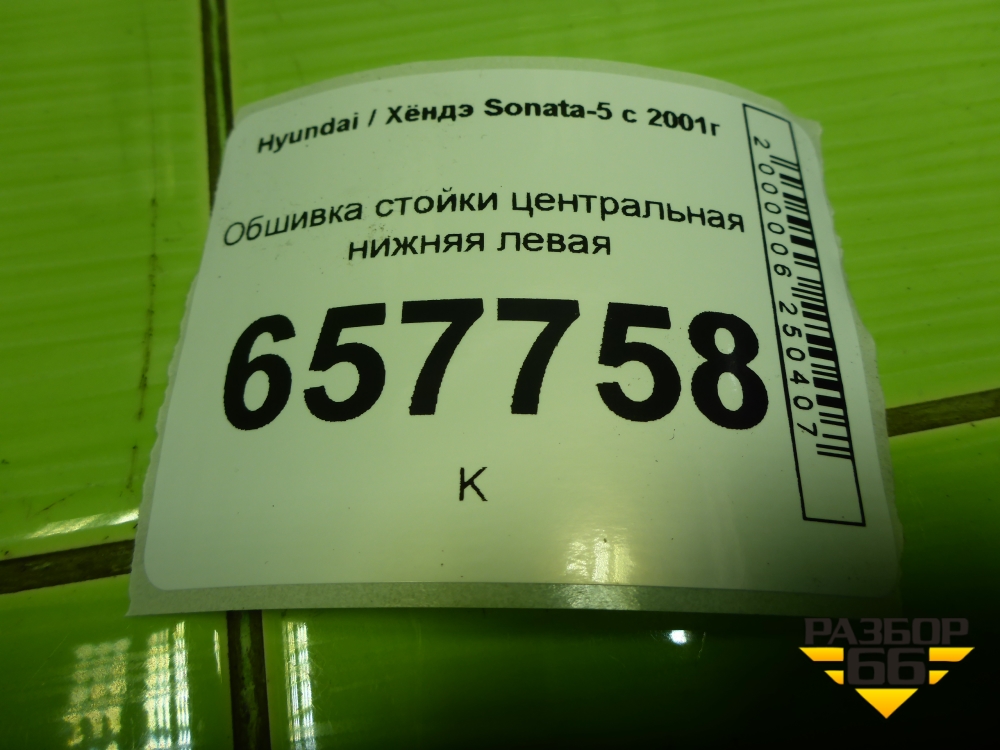 Hyundai / Хёндэ Sonata-5 с 2001г
Обшивка стойки центральная
нижняя левая
657758
К
2000006250407
РАЗБОР
66